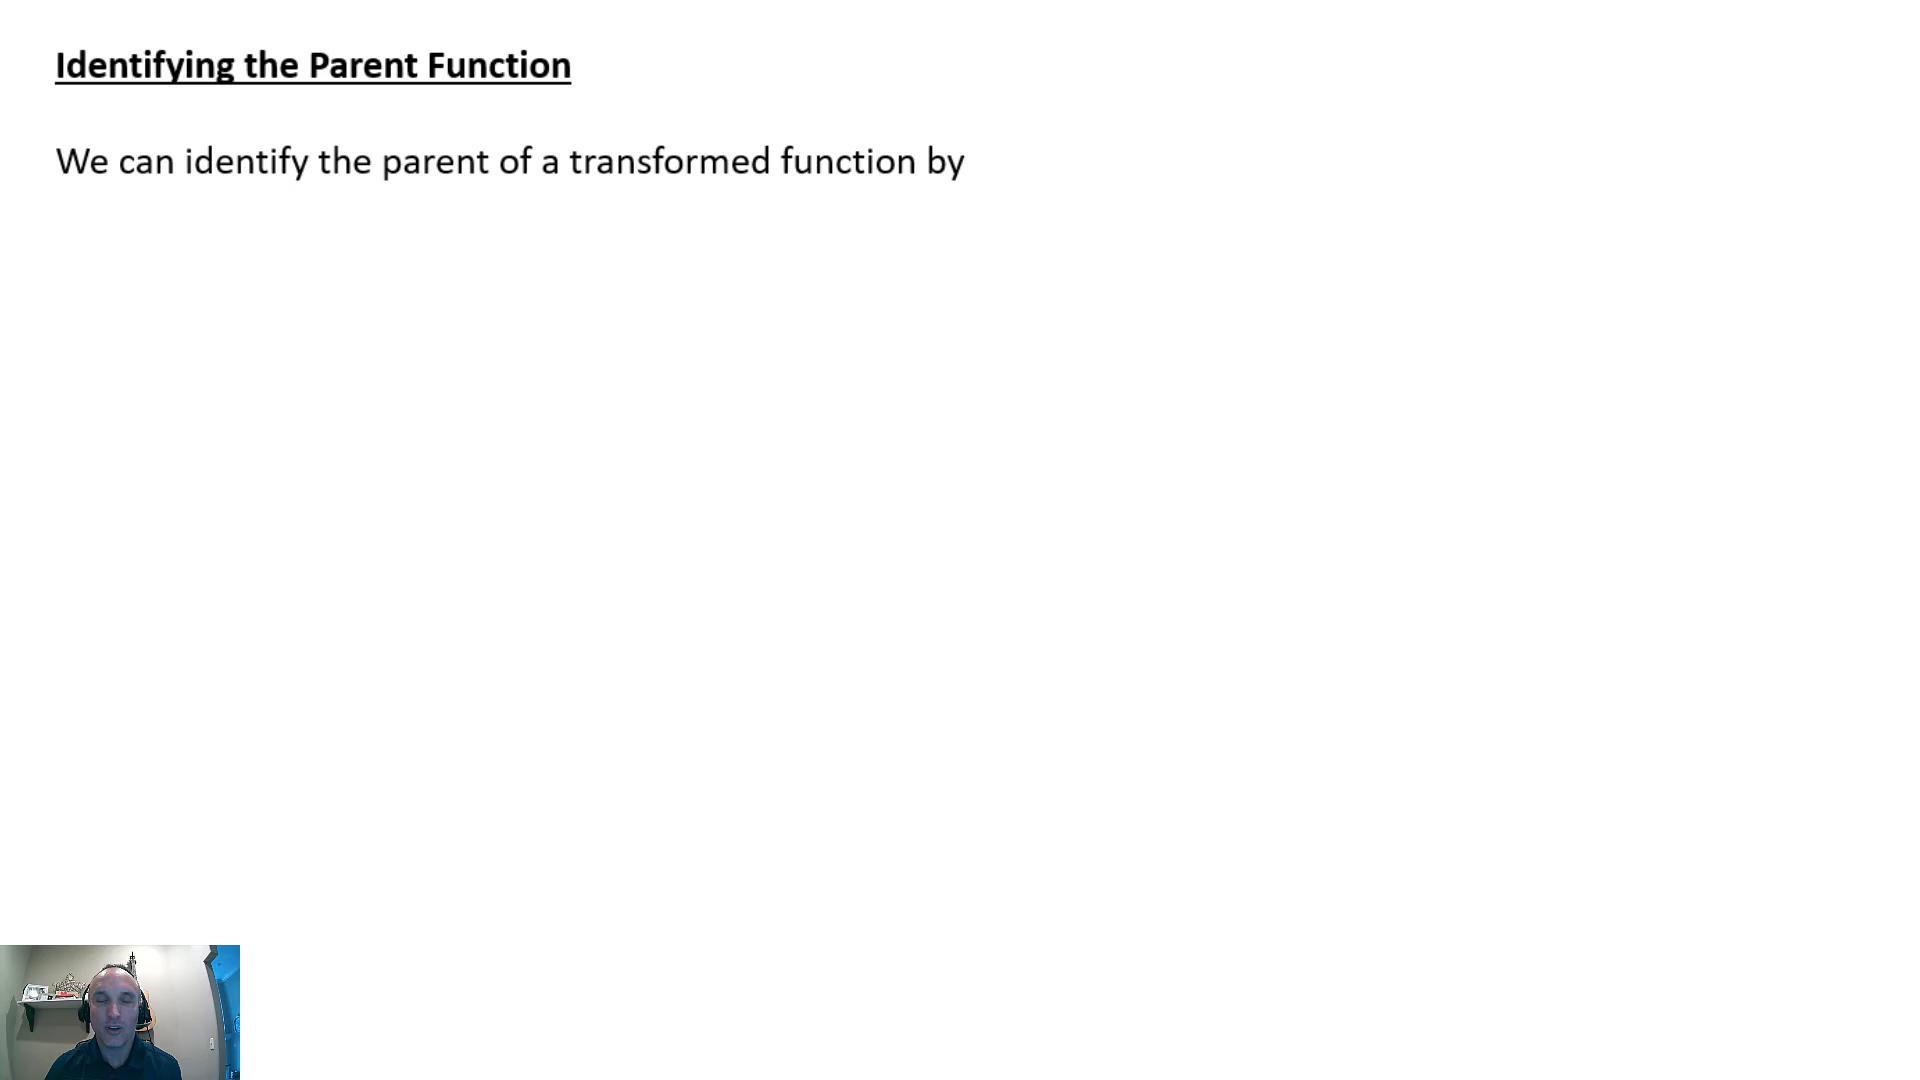 Identifying the Parent Function
We can identify the parent of a transformed function by